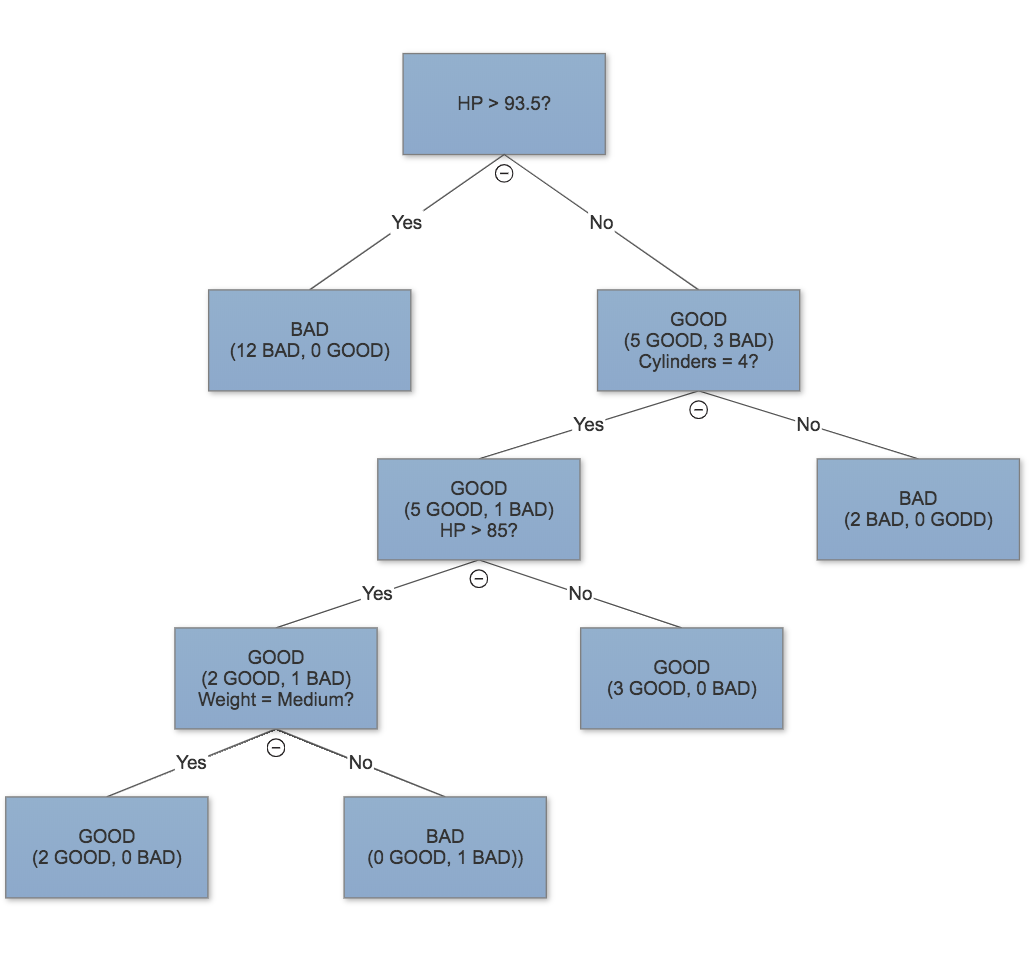 HP > 93.5?
Yes
No
BAD
(12 BAD, 0 GOOD)
GOOD
(5 GOOD, 3 BAD)
Cylinders = 4?
Yes
No
GOOD
(5 GOOD, 1 BAD)
HP > 85?
BAD
(2 BAD, 0 GODD)
Yes
No
GOOD
(2 GOOD, 1 BAD)
Weight = Medium?
GOOD
(3 GOOD, 0 BAD)
Yes
No
GOOD
(2 GOOD, 0 BAD)
BAD
(0 GOOD, 1 BAD))